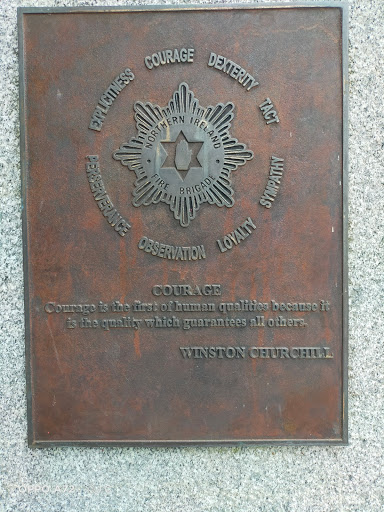 EXPLICITNESS COURAGE DEXTERITY TACT SYMPATHY LOYALTY OBSERVATION PERSERVERANCE
NORTHERN IRELAND
FIRE BRIGADE
COURAGE
Courage is the first of human qualities because it
is the quality which guarantees all others.
WINSTON CHURCHILL